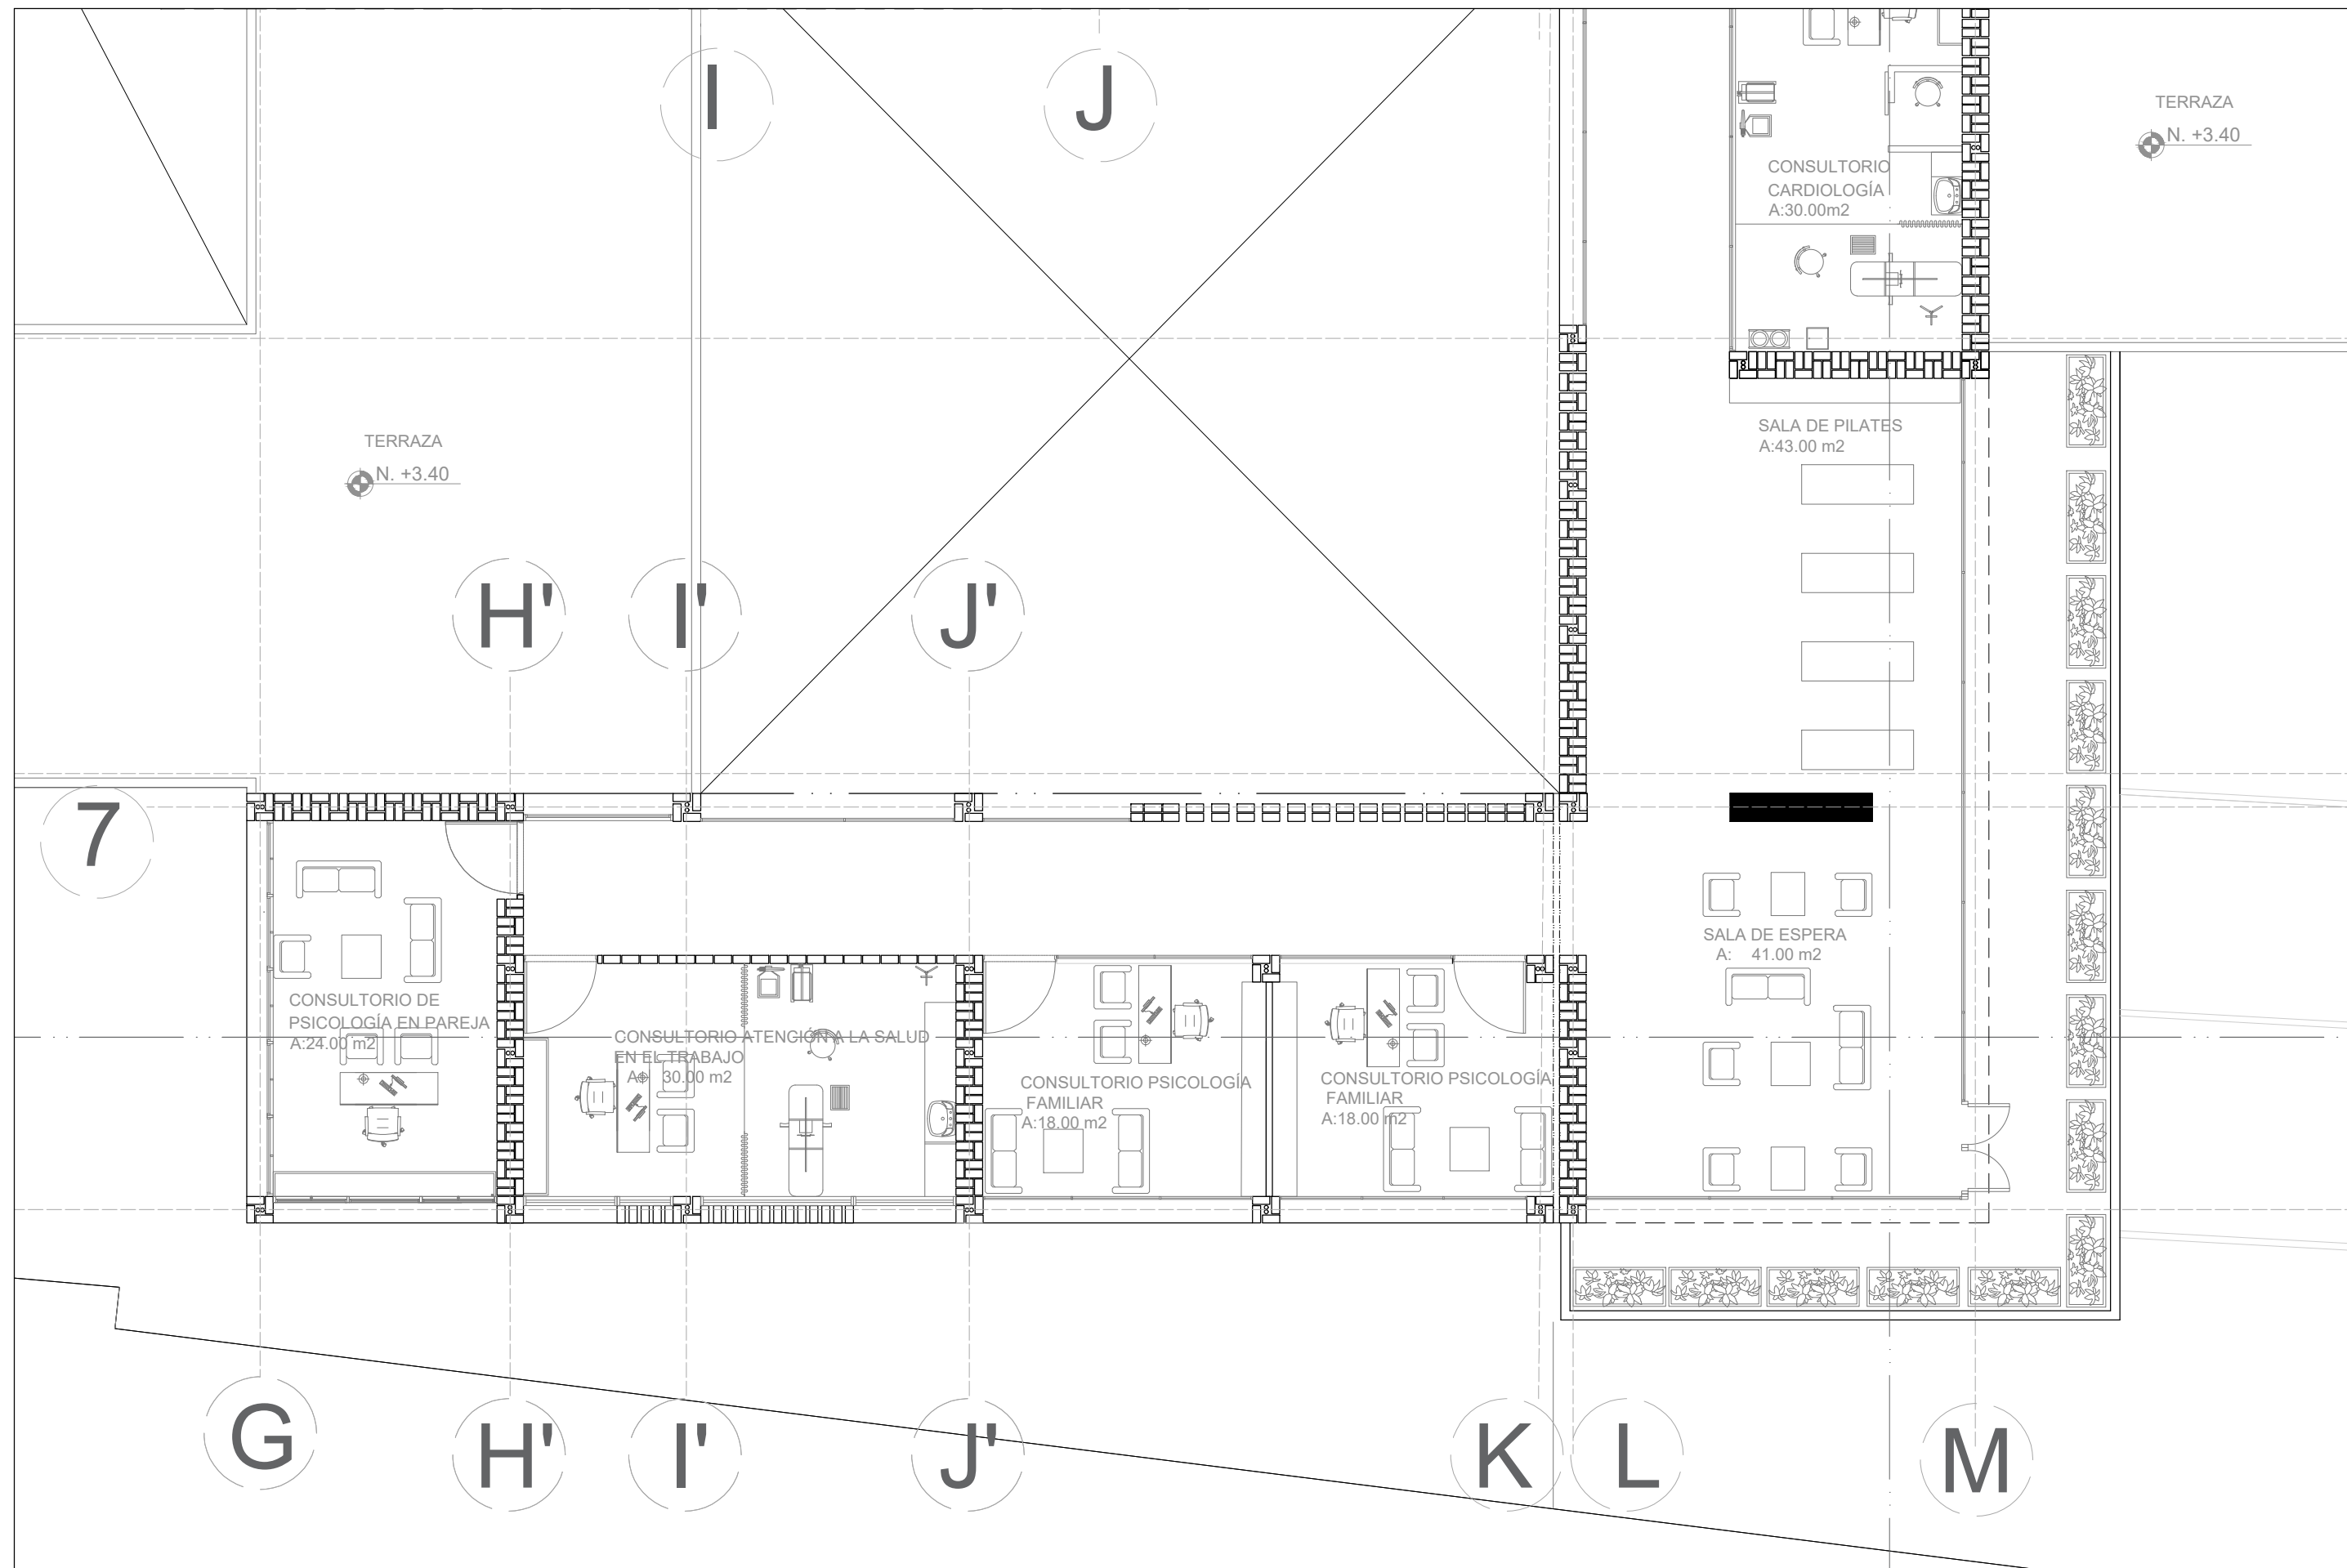 I
J
TERRAZA
N. +3.40
CONSULTORIO
CARDIOLOGÍA
A:30.00m2
TERRAZA
N. +3.40
SALA DE PILATES
A:43.00 m2
H'
I'
J'
7
SALA DE ESPERA
A: 41.00 m2
CONSULTORIO DE
PSICOLOGÍA EN PAREJA
A:24.00 m2
CONSULTORIO ATENCIÓN A LA SALUD
EN EL TRABAJO
A: 30.00 m2
CONSULTORIO PSICOLOGÍA
FAMILIAR
A:18.00 m2
CONSULTORIO PSICOLOGÍA
FAMILIAR
A:18.00 m2
G
H'
I'
J'
K
L
M